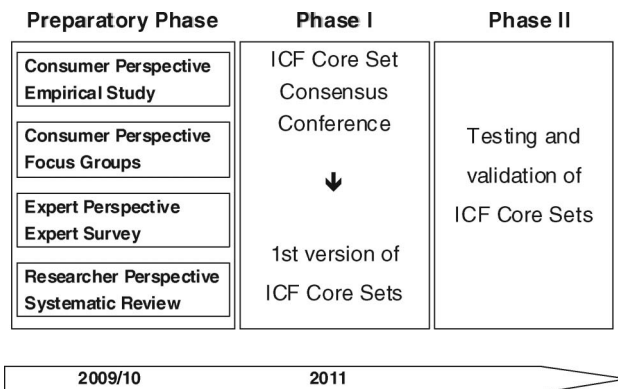 Preparatory Phase
Consumer Perspective
Empirical Study
Consumer Perspective
Focus Groups
Expert Perspective
Expert Survey
Researcher Perspective
Systematic Review
Phase I
ICF Core Set
Consensus
Conference
1st version of
ICF Core Sets
Phase II
Testing and
validation of
ICF Core Sets
2009/10
2011